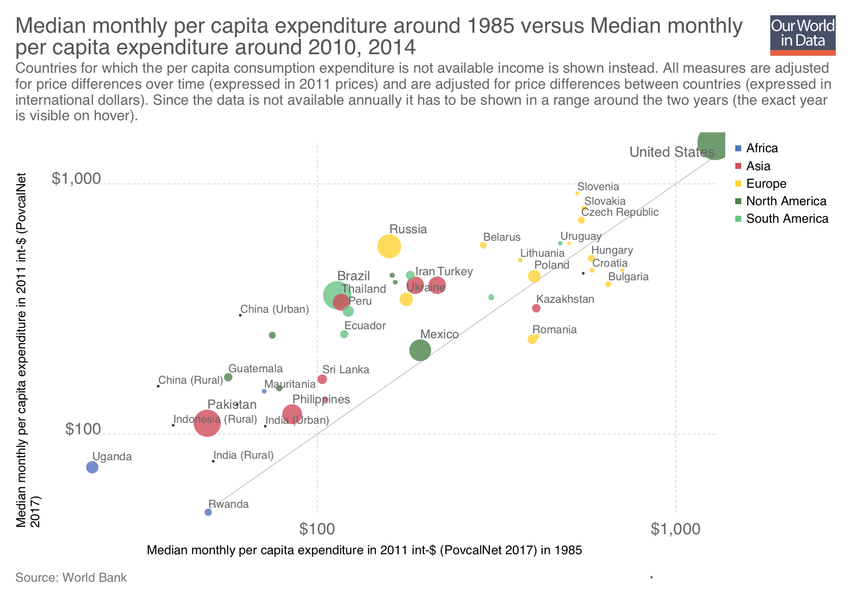 Median monthly per capita expenditure around 1985 versus Median monthly
per capita expenditure around 2010, 2014
Our World
in Data
Countries for which the per capita consumption expenditure is not available income is shown instead. All measures are adjusted
for price differences over time (expressed in 2011 prices) and are adjusted for price differences between countries (expressed in
international dollars). Since the data is not available annually it has to be shown in a range around the two years (the exact year
is visible on hover).
Median monthly per capita expenditure in 2011 int-$ (PovcalNet
2017)
$1,000
$100
United States
Slovenia
Slovakia
Czech Republic
Russia
Belarus
Uruguay
Lithuania
Hungary
Poland
Croatia
Bulgaria
Brazil
Iran
Turkey
Thailand
Ukraine
Peru
China (Urban)
Kazakhstan
Ecuador
Mexico
Romania
Guatemala
Sri Lanka
China (Rural)
Mauritania
Pakistan
Philippines
Indonesia (Rural)
India (Urban)
Uganda
India (Rural)
Rwanda
$100
$1,000
Median monthly per capita expenditure in 2011 int-$ (PovcalNet 2017) in 1985
Africa
Asia
Europe
North America
South America
Source: World Bank